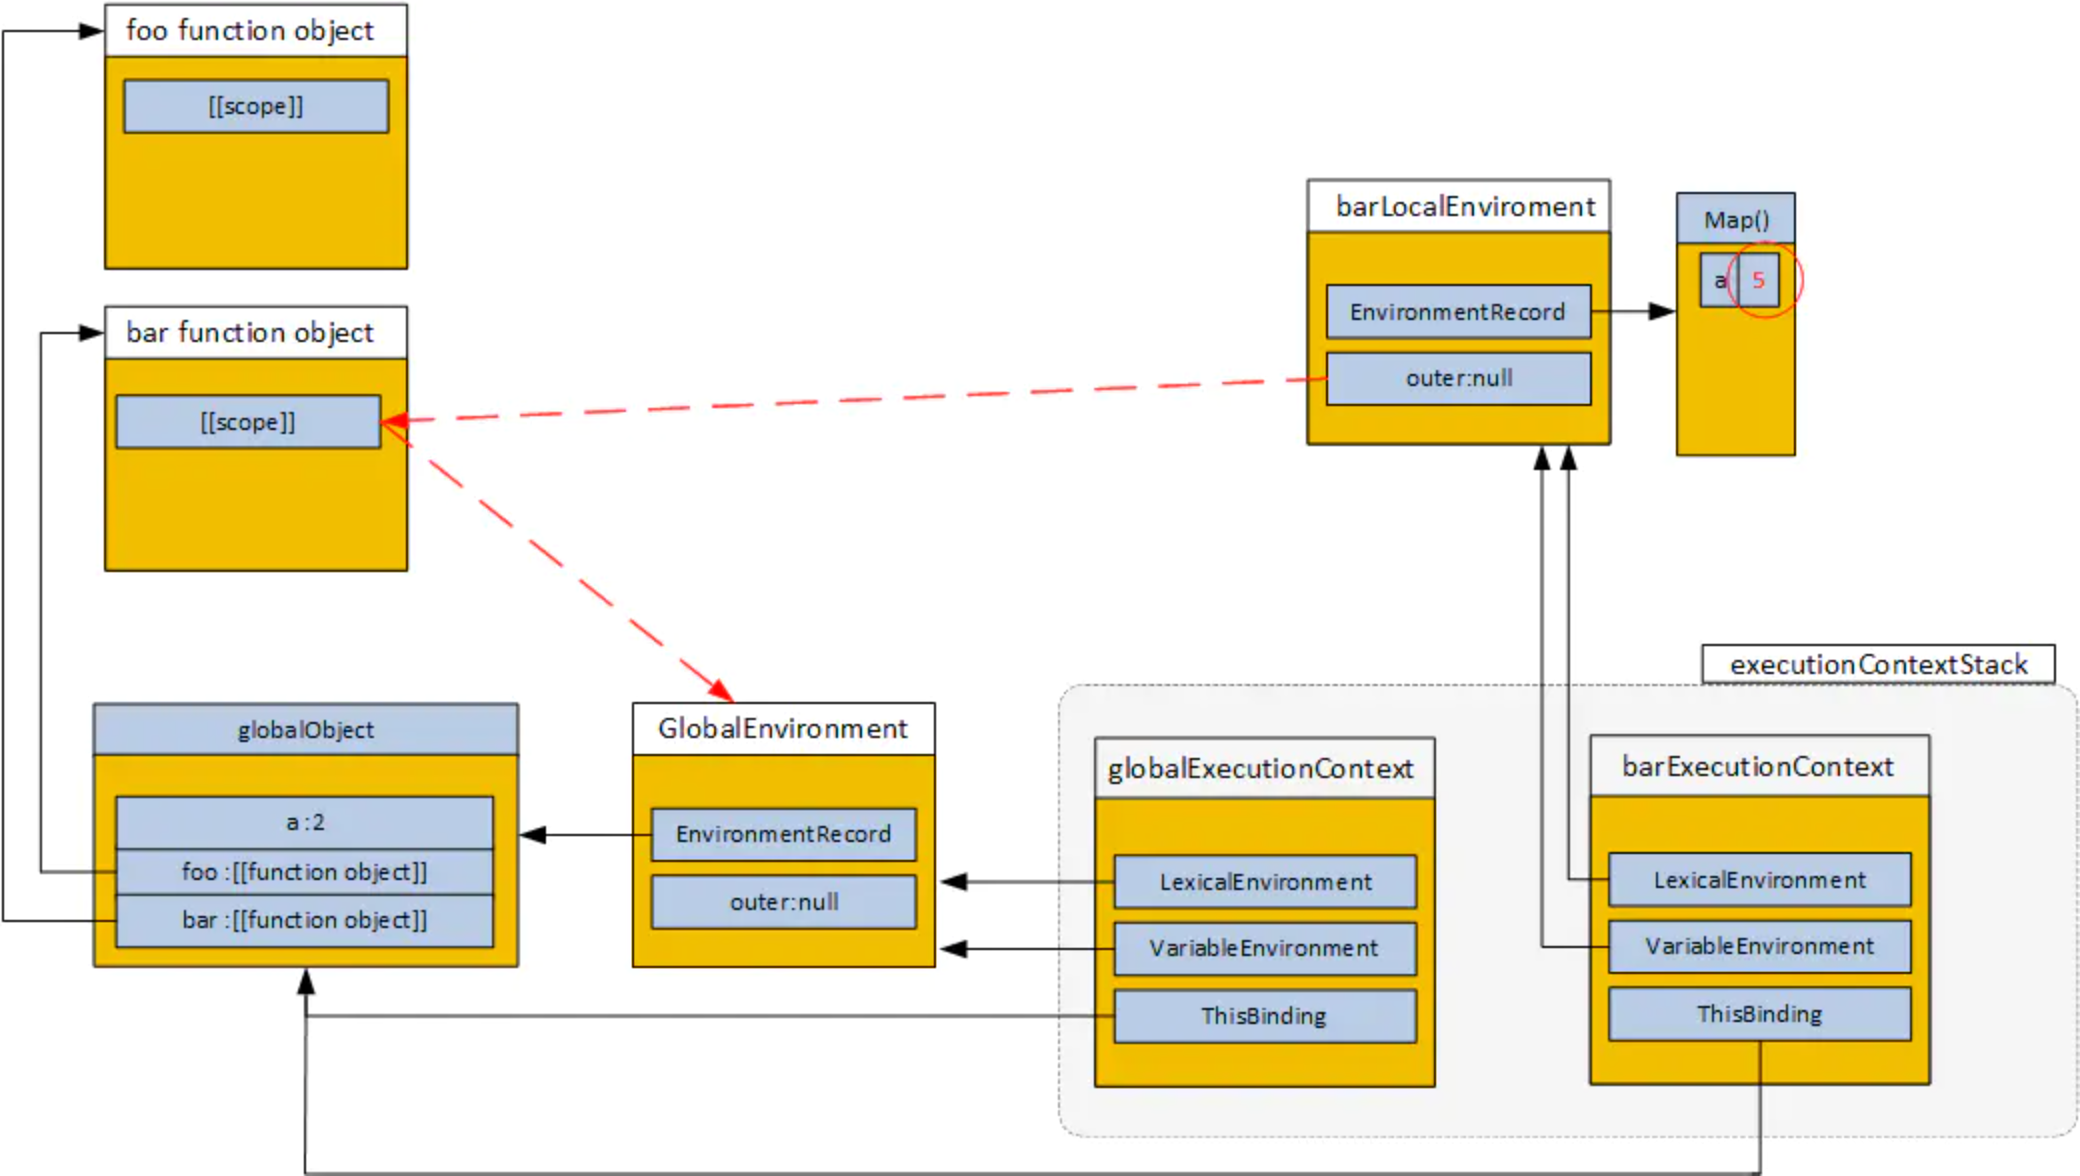 foo function object
[[scope]]
bar function object
[[scope]]
barLocalEnviroment
EnvironmentRecord
outer:null
Map()
a 5
executionContextStack
globalObject
a :2
foo :[[function object]]
bar :[[function object]]
GlobalEnvironment
EnvironmentRecord
outer:null
globalExecutionContext
LexicalEnvironment
VariableEnvironment
ThisBinding
barExecutionContext
LexicalEnvironment
VariableEnvironment
ThisBinding